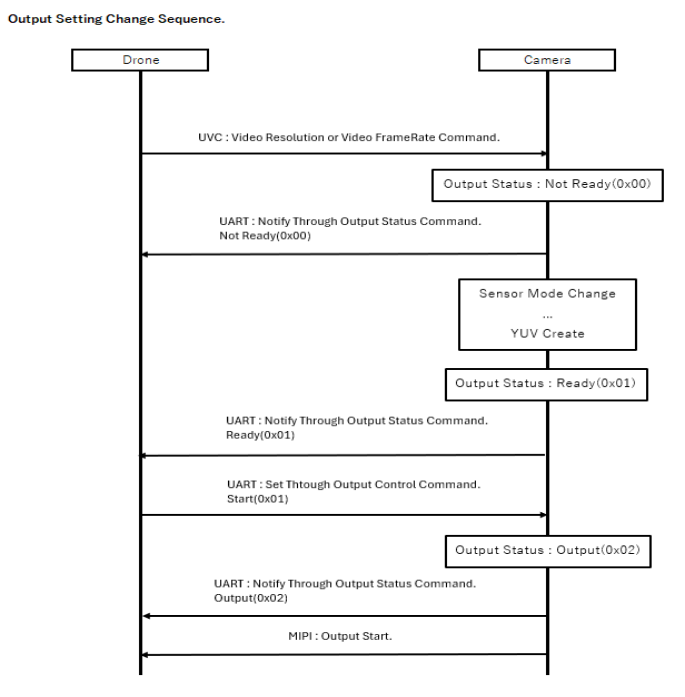 Output Setting Change Sequence.
Drone
Camera
UVC : Video Resolution or Video FrameRate Command.
Output Status : Not Ready(0x00)
UART : Notify Through Output Status Command.
Not Ready(0x00)
Sensor Mode Change
...
YUV Create
Output Status : Ready(0x01)
UART : Notify Through Output Status Command.
Ready(0x01)
UART : Set Thtough Output Control Command.
Start(0x01)
Output Status : Output(0x02)
UART : Notify Through Output Status Command.
Output(0x02)
MIPI : Output Start.